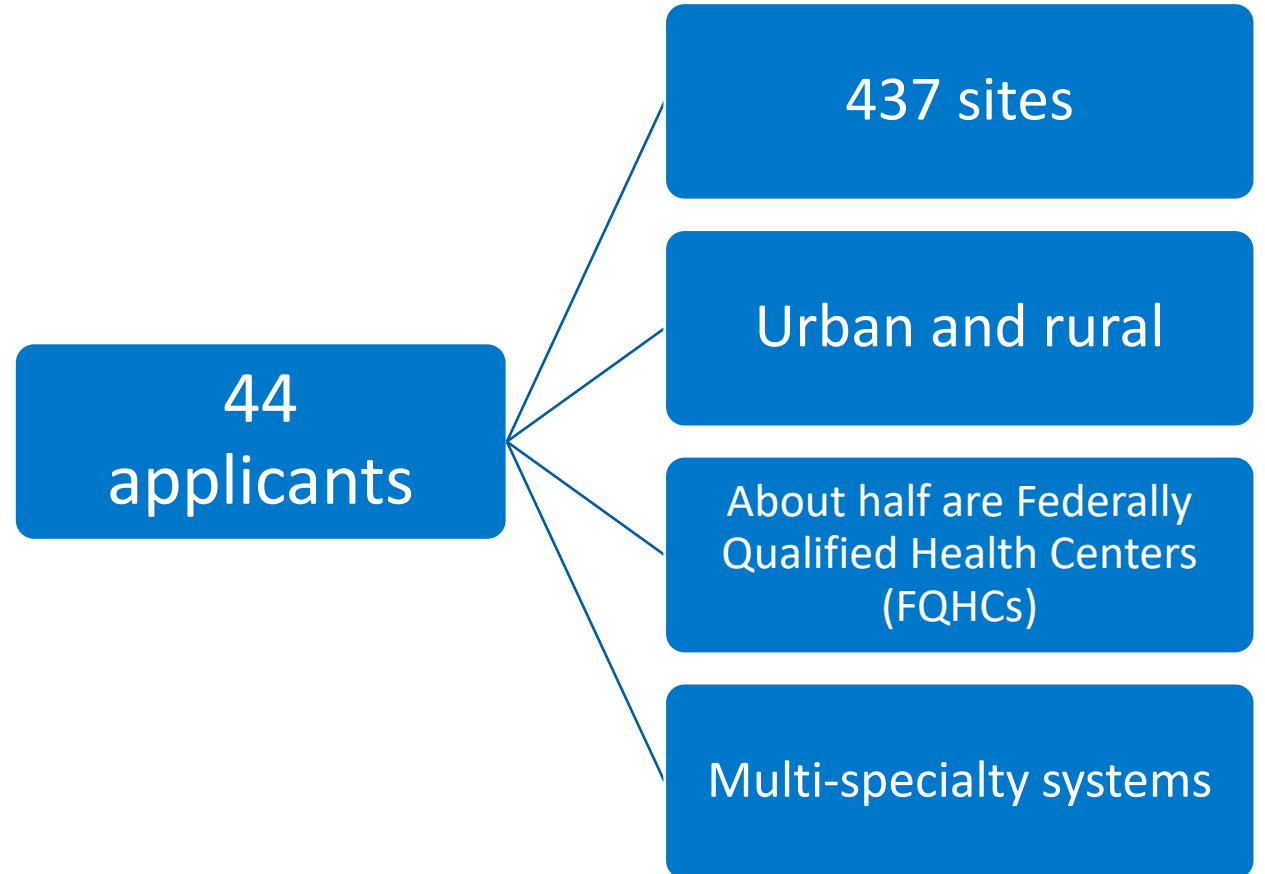 44
applicants
437 sites
Urban and rural
About half are Federally
Qualified Health Centers
(FQHCs)
Multi-specialty systems